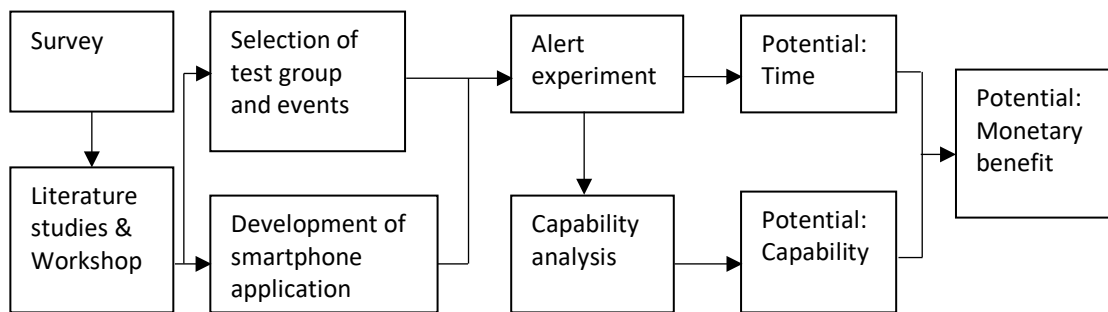 Survey
Selection of
test group
and events
Alert
experiment
Potential:
Time
Potential:
Monetary
benefit
Literature
studies &
Workshop
Development of
smartphone
application
Capability
analysis
Potential:
Capability